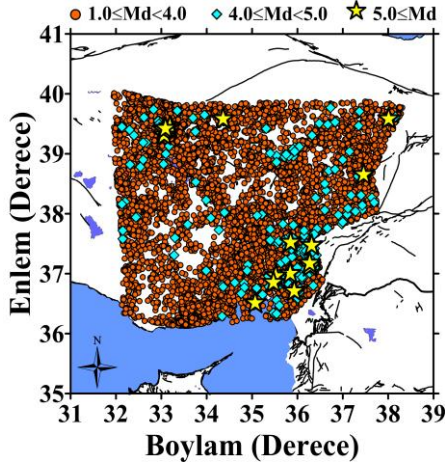 1.0≤Md<4.0 4.0≤Md<5.0 5.0≤Md
41
40
39
38
37
36
35
Enlem (Derece)
N
31 32 33 34 35 36 37 38 39
Boylam (Derece)